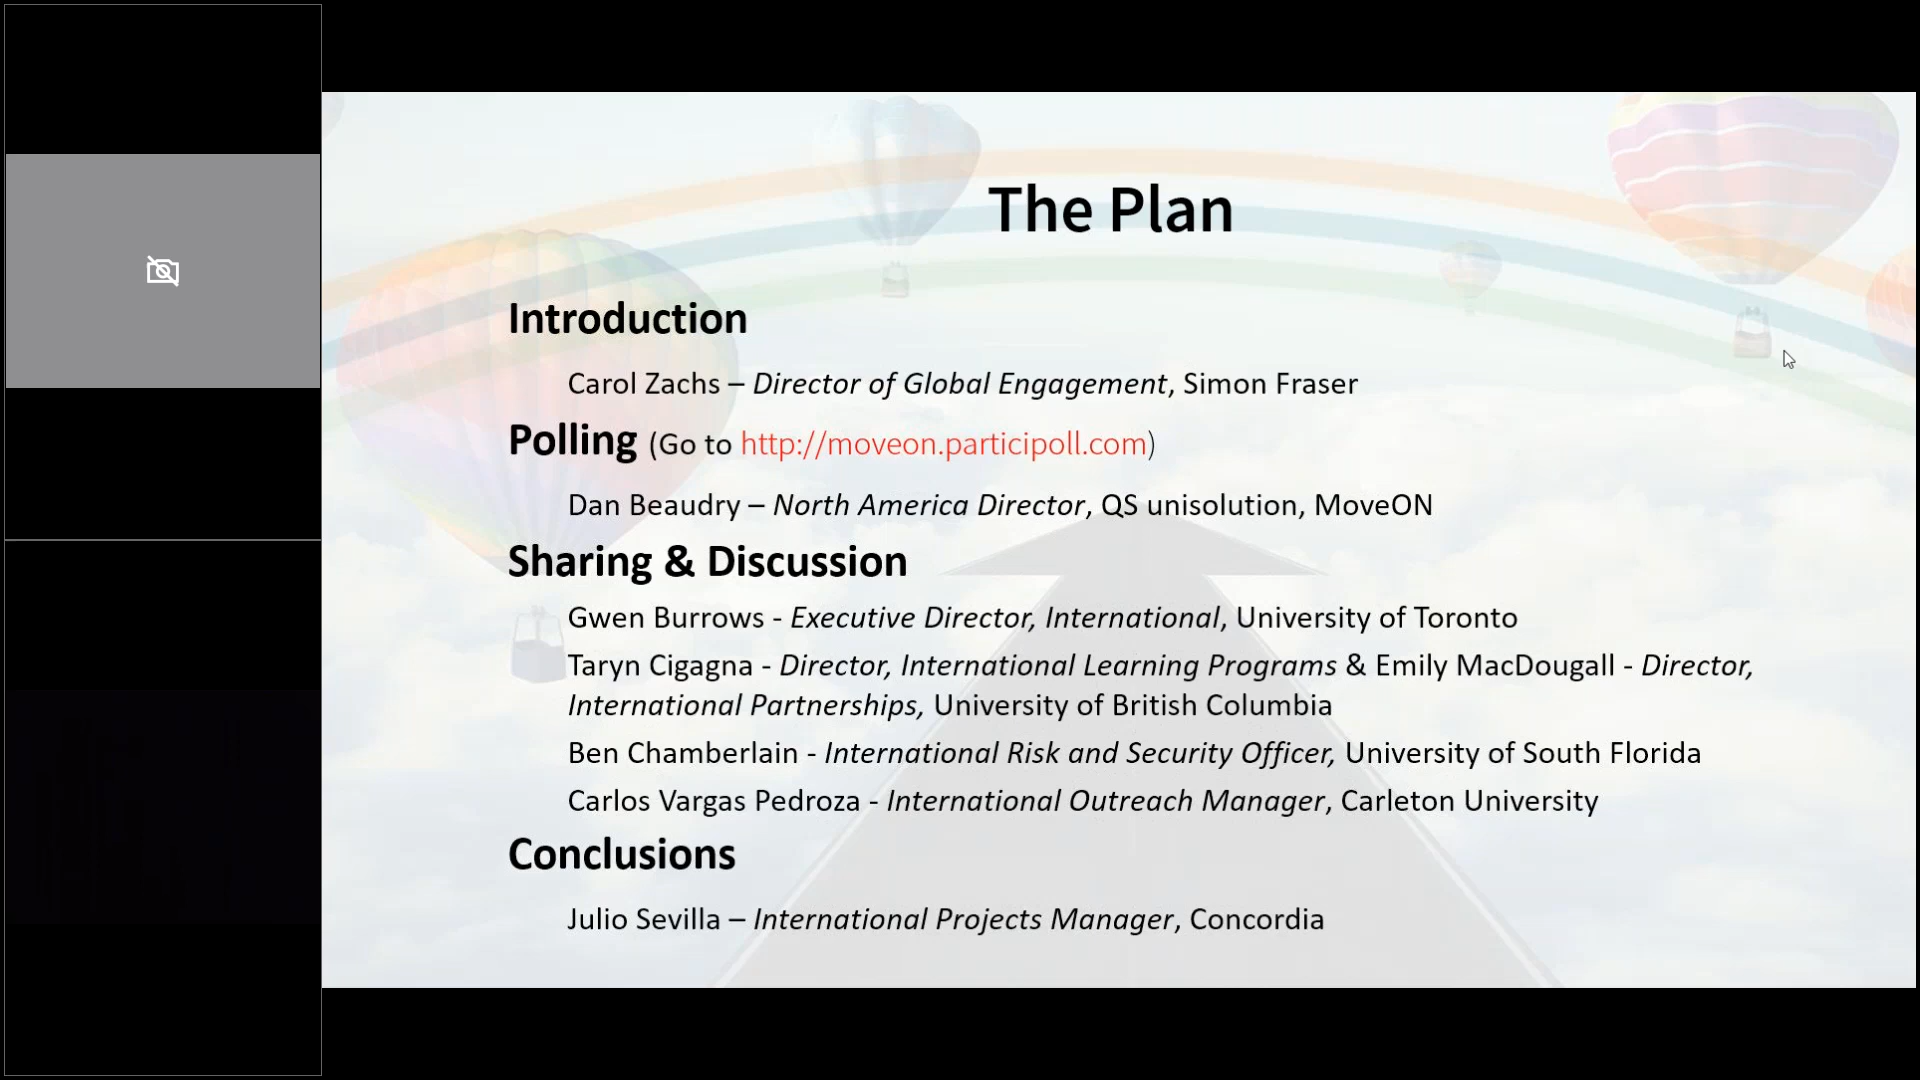 The Plan
Introduction
Carol Zachs – Director of Global Engagement, Simon Fraser
Polling (Go to http://moveon.participoll.com)
Dan Beaudry – North America Director, QS unisolution, MoveON
Sharing & Discussion
Gwen Burrows - Executive Director, International, University of Toronto
Taryn Cigagna - Director, International Learning Programs & Emily MacDougall - Director,
International Partnerships, University of British Columbia
Ben Chamberlain - International Risk and Security Officer, University of South Florida
Carlos Vargas Pedroza - International Outreach Manager, Carleton University
Conclusions
Julio Sevilla – International Projects Manager, Concordia